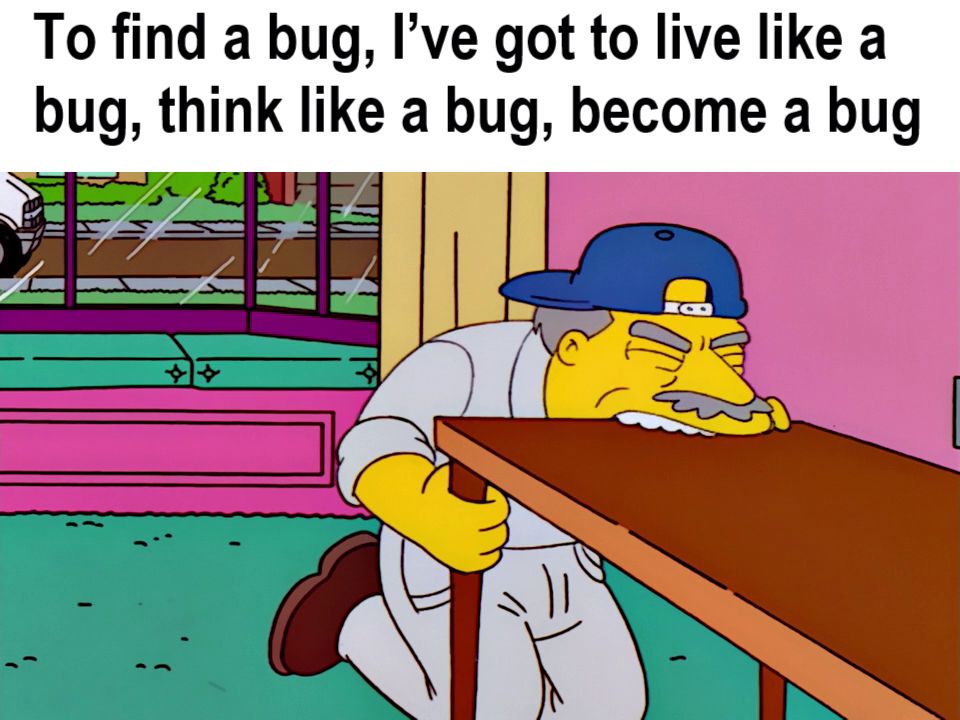 To find a bug, I’ve got to live like a
bug, think like a bug, become a bug